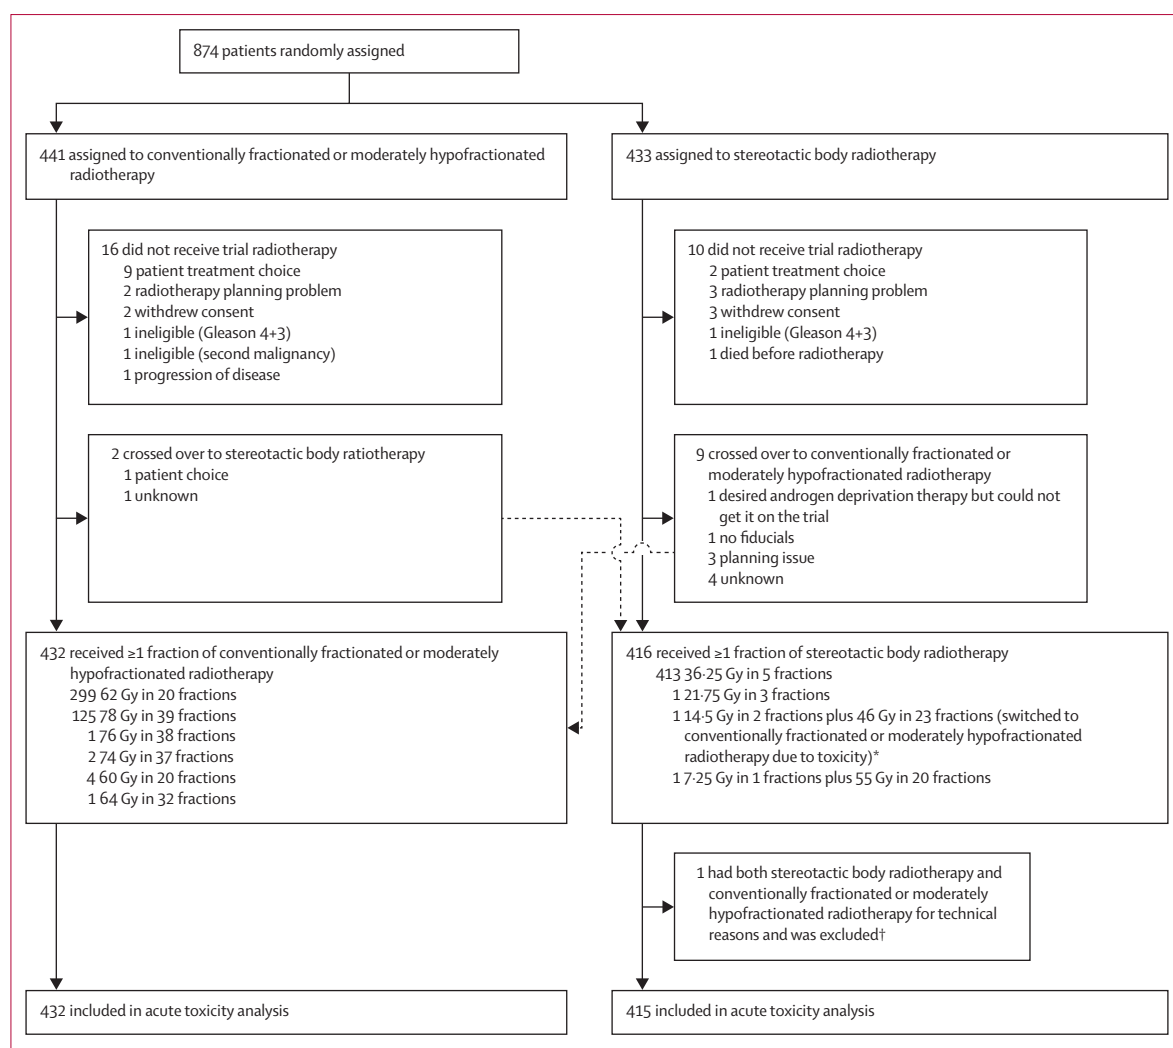 874 patients randomly assigned
441 assigned to conventionally fractionated or moderately hypofractionated
radiotherapy
433 assigned to stereotactic body radiotherapy
16 did not receive trial radiotherapy
9 patient treatment choice
2 radiotherapy planning problem
2 withdrew consent
1 ineligible (Gleason 4+3)
1 ineligible (second malignancy)
1 progression of disease
10 did not receive trial radiotherapy
2 patient treatment choice
3 radiotherapy planning problem
3 withdrew consent
1 ineligible (Gleason 4+3)
1 died before radiotherapy
2 crossed over to stereotactic body ratiotherapy
1 patient choice
1 unknown
9 crossed over to conventionally fractionated or
moderately hypofractionated radiotherapy
1 desired androgen deprivation therapy but could not
get it on the trial
1 no fiducials
3 planning issue
4 unknown
432 received ≥1 fraction of conventionally fractionated or moderately
hypofractionated radiotherapy
299 62 Gy in 20 fractions
125 78 Gy in 39 fractions
1 76 Gy in 38 fractions
2 74 Gy in 37 fractions
4 60 Gy in 20 fractions
1 64 Gy in 32 fractions
416 received ≥1 fraction of stereotactic body radiotherapy
413 36·25 Gy in 5 fractions
1 21·75 Gy in 3 fractions
1 14·5 Gy in 2 fractions plus 46 Gy in 23 fractions (switched to
conventionally fractionated or moderately hypofractionated
radiotherapy due to toxicity)*
1 7·25 Gy in 1 fractions plus 55 Gy in 20 fractions
1 had both stereotactic body radiotherapy and
conventionally fractionated or moderately
hypofractionated radiotherapy for technical
reasons and was excluded†
432 included in acute toxicity analysis
415 included in acute toxicity analysis